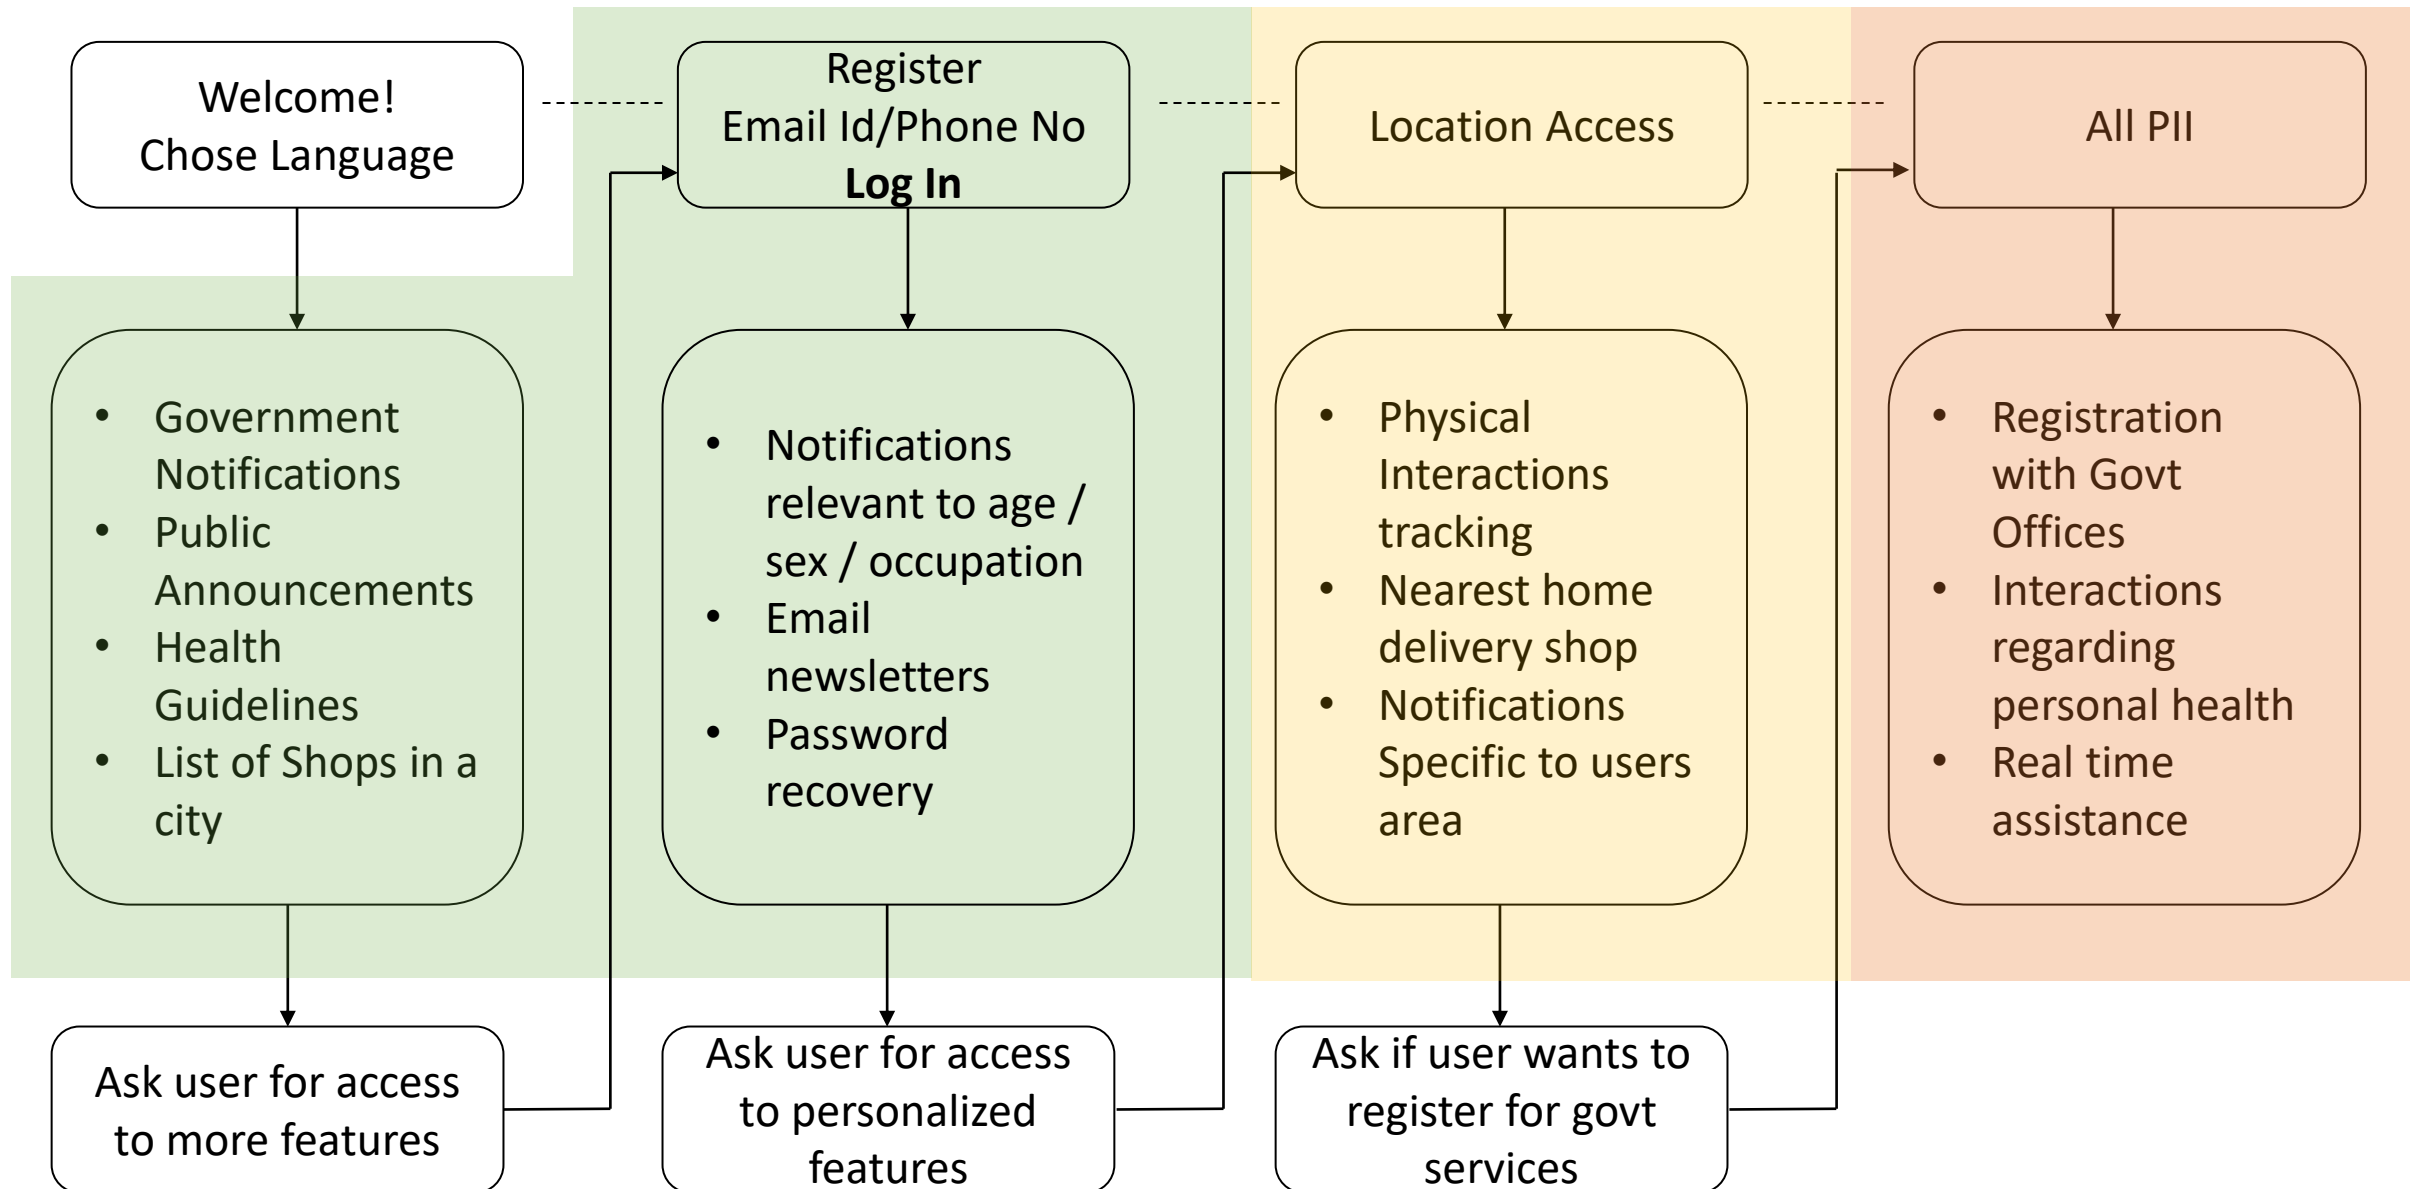 Welcome!
Chose Language
Register
Email Id/Phone No
Log In
Location Access
All PII
• Government
Notifications
• Public
Announcements
• Health
Guidelines
• List of Shops in a
city
• Notifications
relevant to age /
sex / occupation
• Email
newsletters
• Password
recovery
• Physical
Interactions
tracking
• Nearest home
delivery shop
• Notifications
Specific to users
area
• Registration
with Govt
Offices
• Interactions
regarding
personal health
• Real time
assistance
Ask user for access
to more features
Ask user for access
to personalized
features
Ask if user wants to
register for govt
services